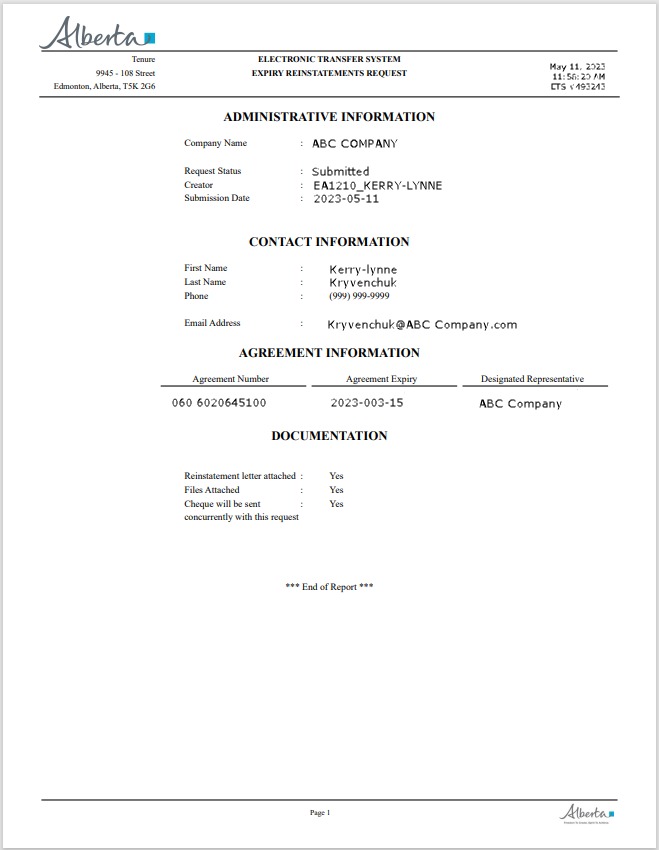 Alberta
Tenure
9945 - 108 Street
Edmonton, Alberta, T5K 2G6
ELECTRONIC TRANSFER SYSTEM
EXPIRY REINSTATEMENTS REQUEST
May 11, 2023
11:58:20 AM
ETS v493243
ADMINISTRATIVE INFORMATION
Company Name : ABC COMPANY
Request Status : Submitted
Creator : EA1210_KERRY-LYNNE
Submission Date : 2023-05-11
CONTACT INFORMATION
First Name : Kerry-lynne
Last Name : Kryvenchuk
Phone : (999) 999-9999
Email Address : Kryvenchuk@ABC Company.com
AGREEMENT INFORMATION
Agreement Number Agreement Expiry Designated Representative
060 6020645100 2023-003-15 ABC Company
DOCUMENTATION
Reinstatement letter attached : Yes
Files Attached : Yes
Cheque will be sent : Yes
concurrently with this request
*** End of Report ***
Page 1
Alberta